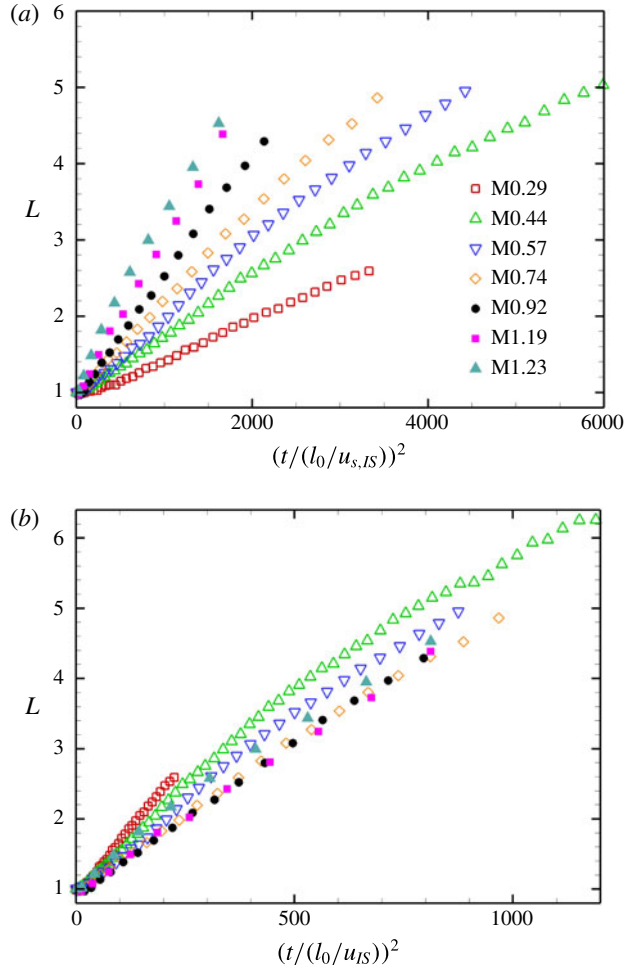 (a)
6
5
4
3
2
1
L
M0.29
M0.44
M0.57
M0.74
M0.92
M1.19
M1.23
0 2000 4000 6000
(t/(l0/us,IS))²
(b)
6
5
4
3
2
1
L
0 500 1000
(t/(l0/uIS))²